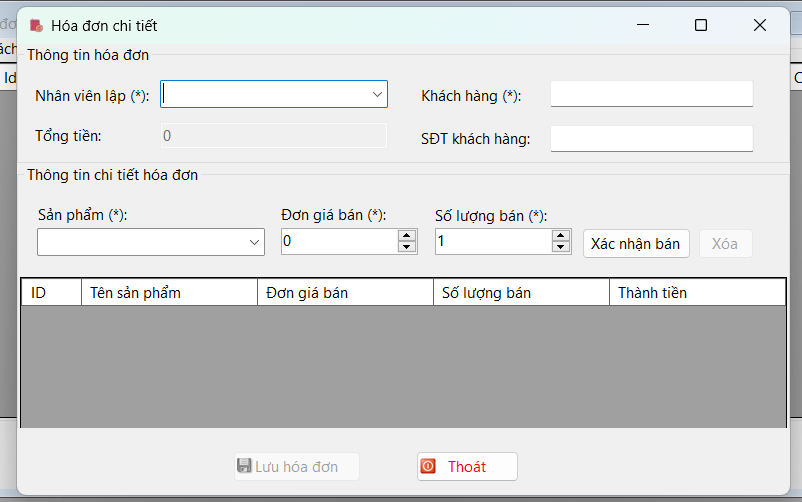 Hóa đơn chi tiết
Thông tin hóa đơn
Nhân viên lập (*): Khách hàng (*):
Tổng tiền: 0 SĐT khách hàng:
Thông tin chi tiết hóa đơn
Sản phẩm (*): Đơn giá bán (*): Số lượng bán (*):
0 1 Xác nhận bán Xóa
Id
ID Tên sản phẩm Đơn giá bán Số lượng bán Thành tiền
Lưu hóa đơn Thoát